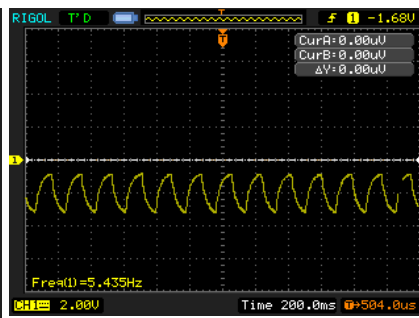 RIGOL T'D T f 1 -1.68V
T
CurA=0.00uV
CurB=0.00uV
ΔY=0.00uV
1
Freq(1)=5.435Hz
CH1 2.00V Time 200.0ms T→504.0us